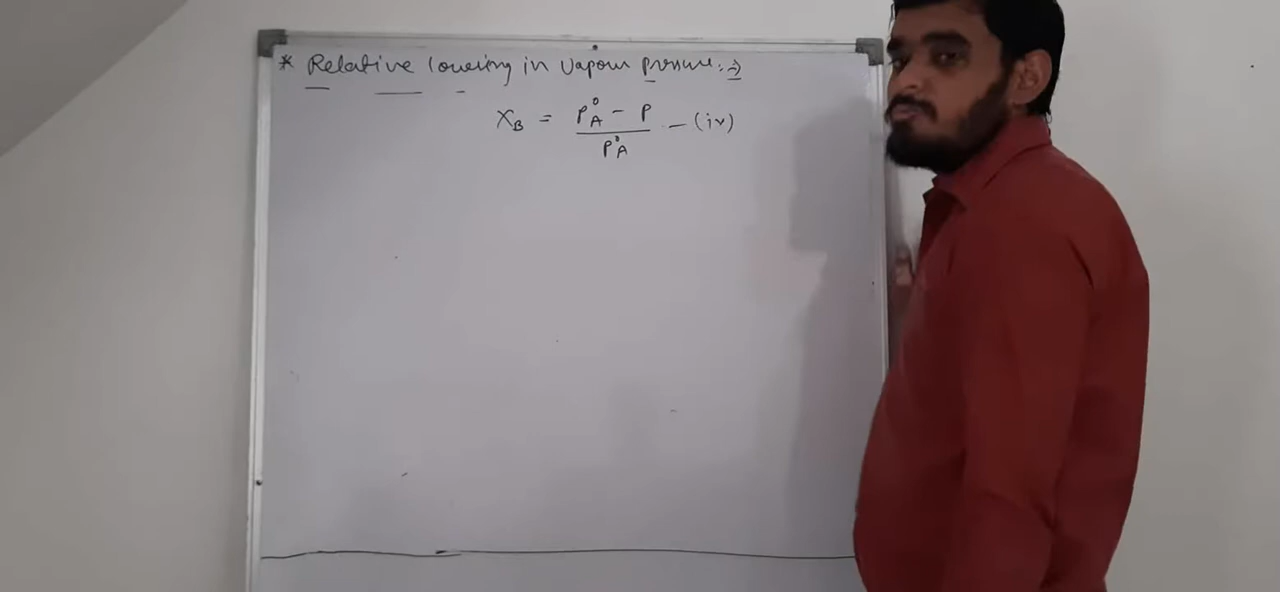 * Relative lowering in vapour pressure :→
X_B = (P°_A - P) / P°_A - (iv)